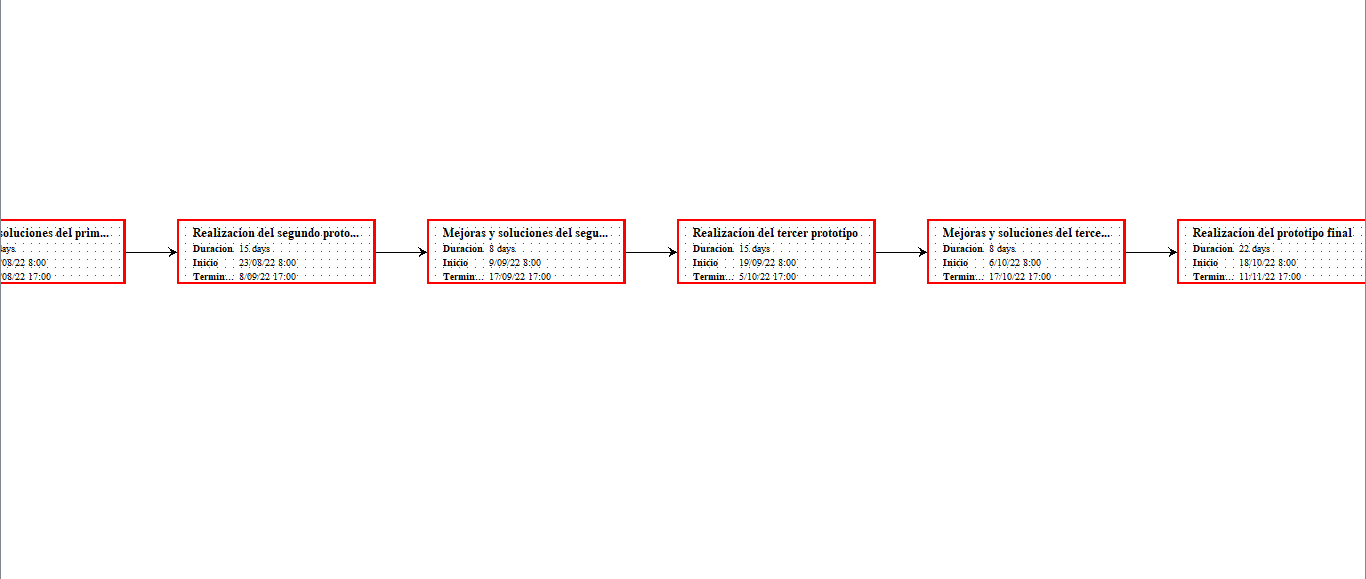 soluciones del prim...
days
/08/22 8:00
/08/22 17:00
Realizacion del segundo proto...
Duracion 15 days
Inicio 23/08/22 8:00
Termin... 8/09/22 17:00
Mejoras y soluciones del segu...
Duracion 8 days
Inicio 9/09/22 8:00
Termin... 17/09/22 17:00
Realizacion del tercer prototipo
Duracion 15 days
Inicio 19/09/22 8:00
Termin... 5/10/22 17:00
Mejoras y soluciones del terce...
Duracion 8 days
Inicio 6/10/22 8:00
Termin... 17/10/22 17:00
Realizacion del prototipo final
Duracion 22 days
Inicio 18/10/22 8:00
Termin... 11/11/22 17:00